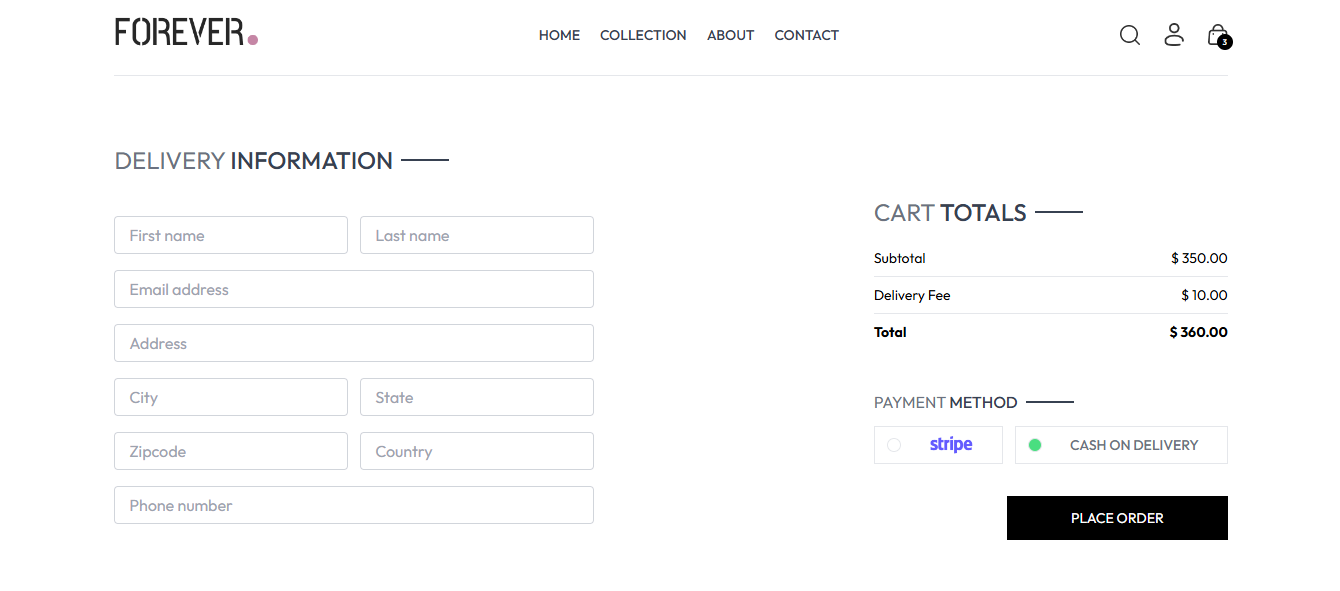 FOREVER.
HOME COLLECTION ABOUT CONTACT
3
DELIVERY INFORMATION
First name Last name
Email address
Address
City State
Zipcode Country
Phone number
CART TOTALS
Subtotal $ 350.00
Delivery Fee $ 10.00
Total $ 360.00
PAYMENT METHOD
stripe CASH ON DELIVERY
PLACE ORDER